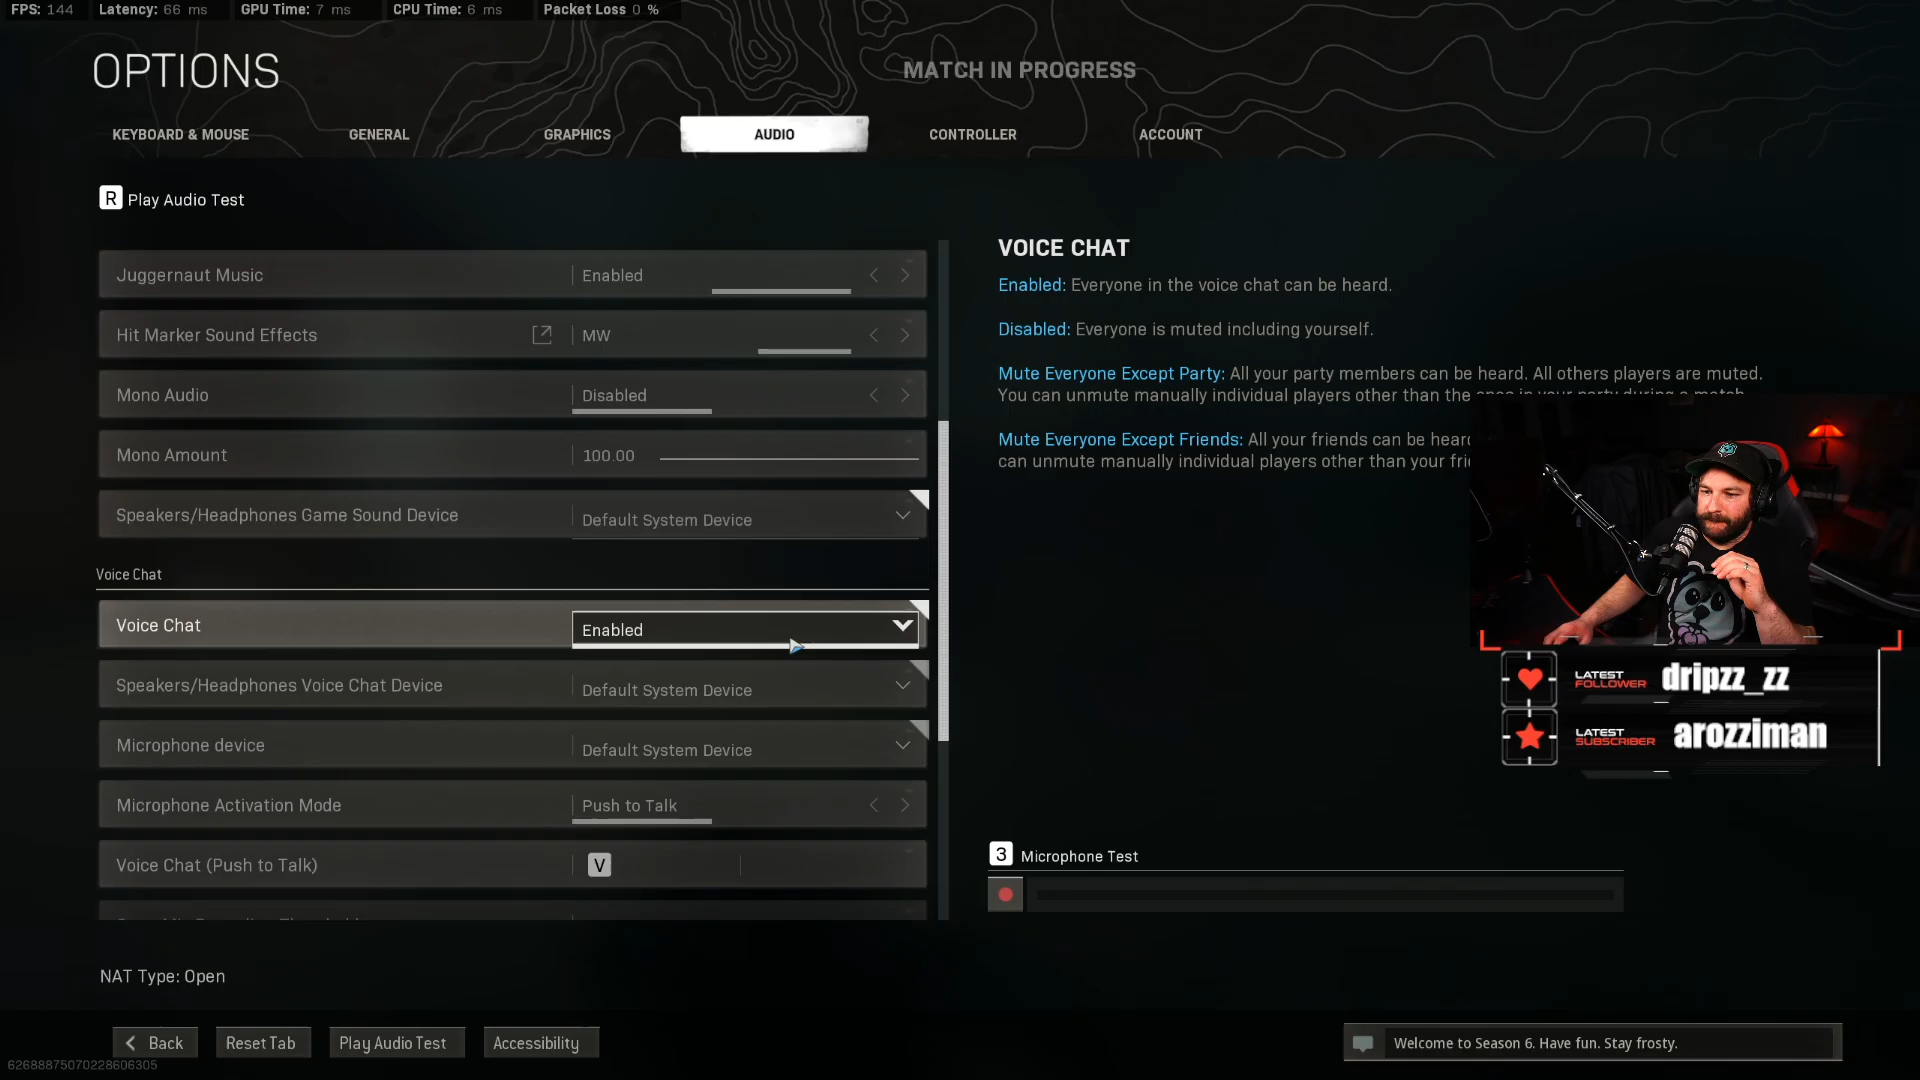 FPS: 144 Latency: 66 ms GPU Time: 7 ms CPU Time: 6 ms Packet Loss 0 %
OPTIONS
MATCH IN PROGRESS
KEYBOARD & MOUSE GENERAL GRAPHICS AUDIO CONTROLLER ACCOUNT
R Play Audio Test
Juggernaut Music Enabled
Hit Marker Sound Effects MW
Mono Audio Disabled
Mono Amount 100.00
Speakers/Headphones Game Sound Device Default System Device
Voice Chat
Voice Chat Enabled
Speakers/Headphones Voice Chat Device Default System Device
Microphone device Default System Device
Microphone Activation Mode Push to Talk
Voice Chat (Push to Talk) V
VOICE CHAT
Enabled: Everyone in the voice chat can be heard.
Disabled: Everyone is muted including yourself.
Mute Everyone Except Party: All your party members can be heard. All others players are muted.
You can unmute manually individual players other than the ones in your party during a match.
Mute Everyone Except Friends: All your friends can be heard
can unmute manually individual players other than your
LATEST FOLLOWER dripzz_zz
LATEST SUBSCRIBER arozziman
3 Microphone Test
NAT Type: Open
Back Reset Tab Play Audio Test Accessibility
Welcome to Season 6. Have fun. Stay frosty.
62688875070228606305